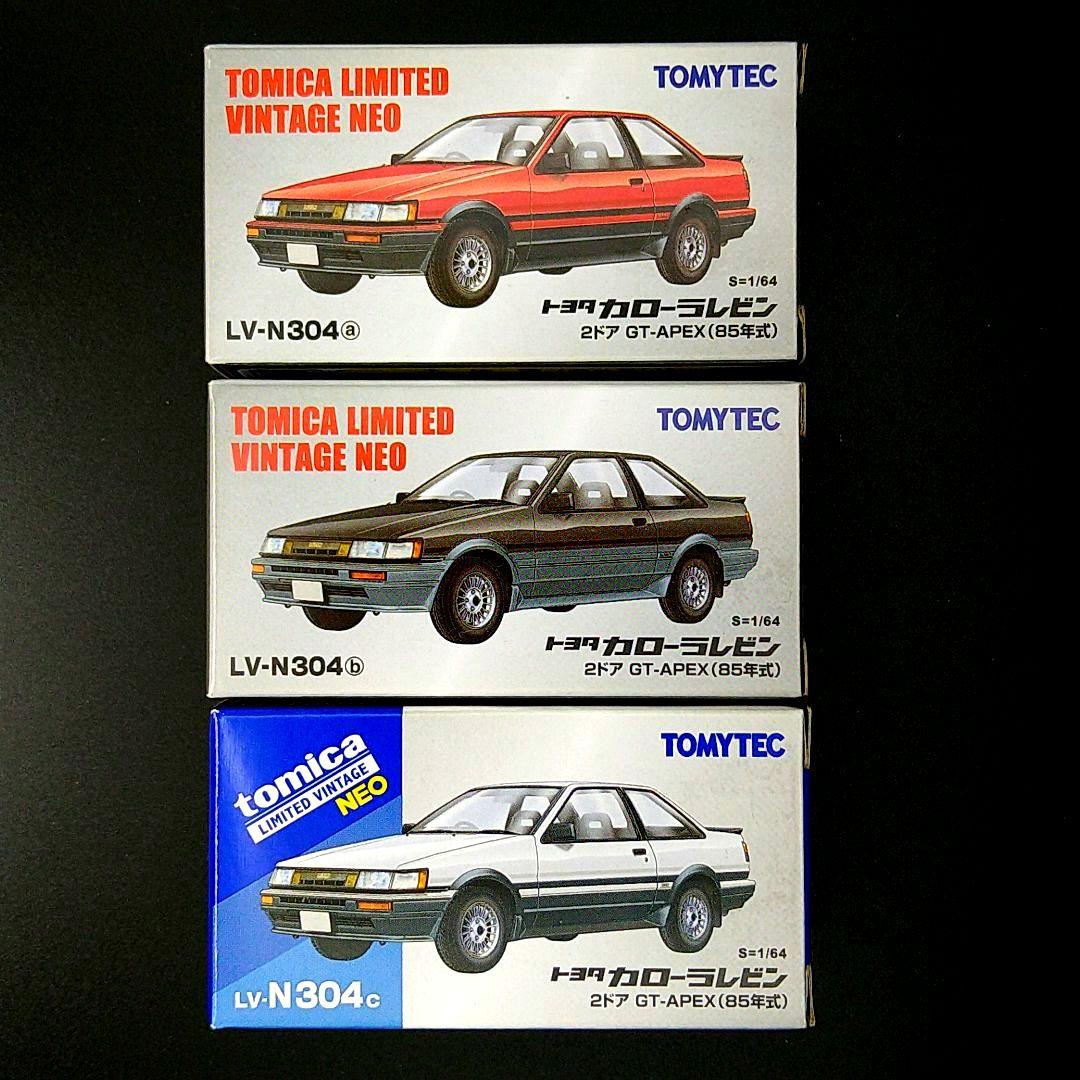 TOMICA LIMITED
VINTAGE NEO
TOMYTEC
S=1/64
トヨタ カローラレビン
LV-N304ⓐ
2ドア GT-APEX(85年式)
TOMICA LIMITED
VINTAGE NEO
TOMYTEC
S=1/64
トヨタ カローラレビン
LV-N304ⓑ
2ドア GT-APEX(85年式)
tomica
LIMITED VINTAGE
NEO
TOMYTEC
S=1/64
トヨタ カローラレビン
LV-N304c
2ドア GT-APEX(85年式)